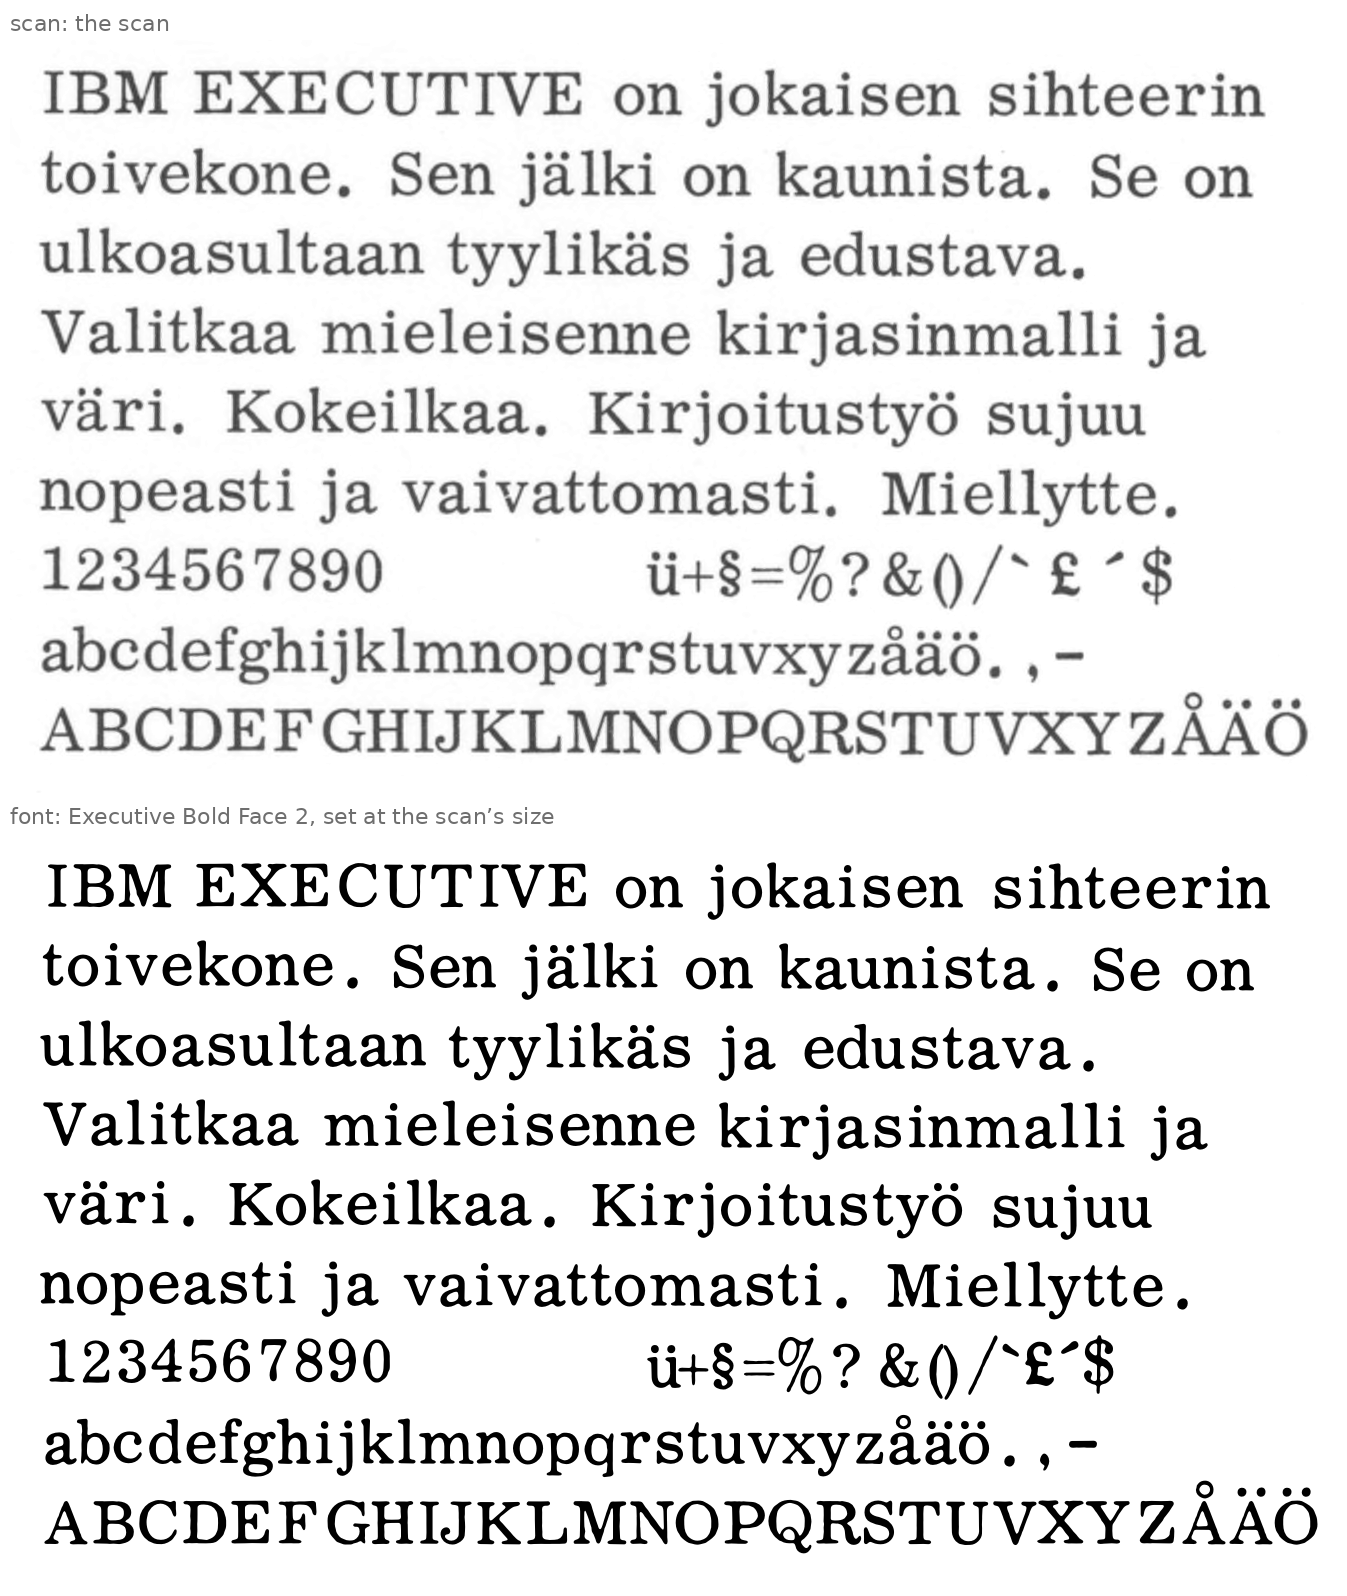 scan: the scan
IBM EXECUTIVE on jokaisen sihteerin
toivekone. Sen jälki on kaunista. Se on
ulkoasultaan tyylikäs ja edustava.
Valitkaa mieleisenne kirjasinmalli ja
väri. Kokeilkaa. Kirjoitustyö sujuu
nopeasti ja vaivattomasti. Miellytte.
1234567890 ü+§=%?&()/` £ ´$
abcdefghijklmnopqrstuvxyzåäö. ,-
ABCDEFGHIJKLMNOPQRSTUVXYZÅÄÖ
font: Executive Bold Face 2, set at the scan’s size
IBM EXECUTIVE on jokaisen sihteerin
toivekone. Sen jälki on kaunista. Se on
ulkoasultaan tyylikäs ja edustava.
Valitkaa mieleisenne kirjasinmalli ja
väri. Kokeilkaa. Kirjoitustyö sujuu
nopeasti ja vaivattomasti. Miellytte.
1234567890 ü+§=%? &()/`£´$
abcdefghijklmnopqrstuvxyzåäö. ,-
ABCDEFGHIJKLMNOPQRSTUVXYZÅÄÖ